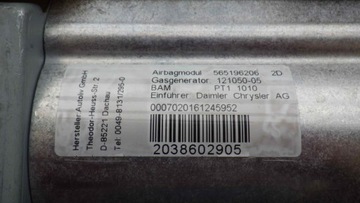 Airbagmodul 565196206 2D
Gasgenerator 121050-05
BAM PT1 1010
Einführer Daimler Chrysler AG
0007020161245952
2038602905
Hersteller Autoliv GmbH
Theodor-Heuss-Str. 2
D-85221 Dachau
Tel: 0049-8131/295-0